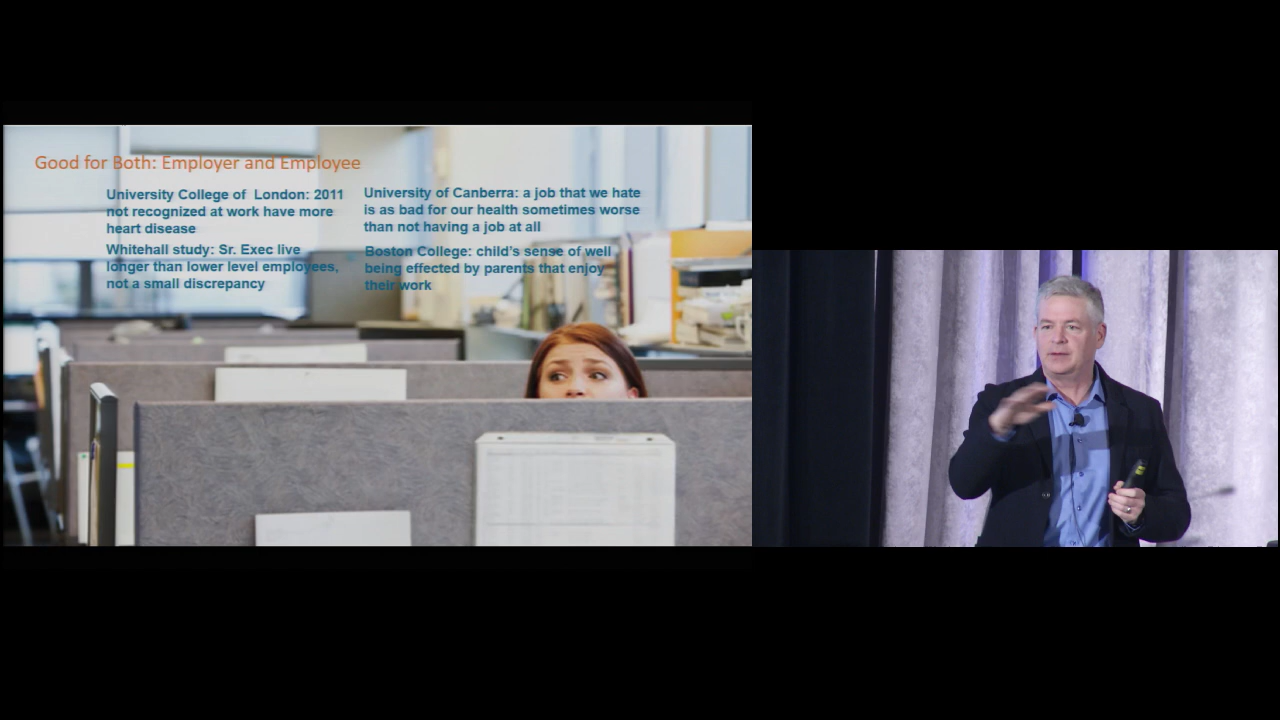 Good for Both: Employer and Employee
University College of London: 2011
not recognized at work have more
heart disease
Whitehall study: Sr. Exec live
longer than lower level employees,
not a small discrepancy
University of Canberra: a job that we hate
is as bad for our health sometimes worse
than not having a job at all
Boston College: child's sense of well
being effected by parents that enjoy
their work